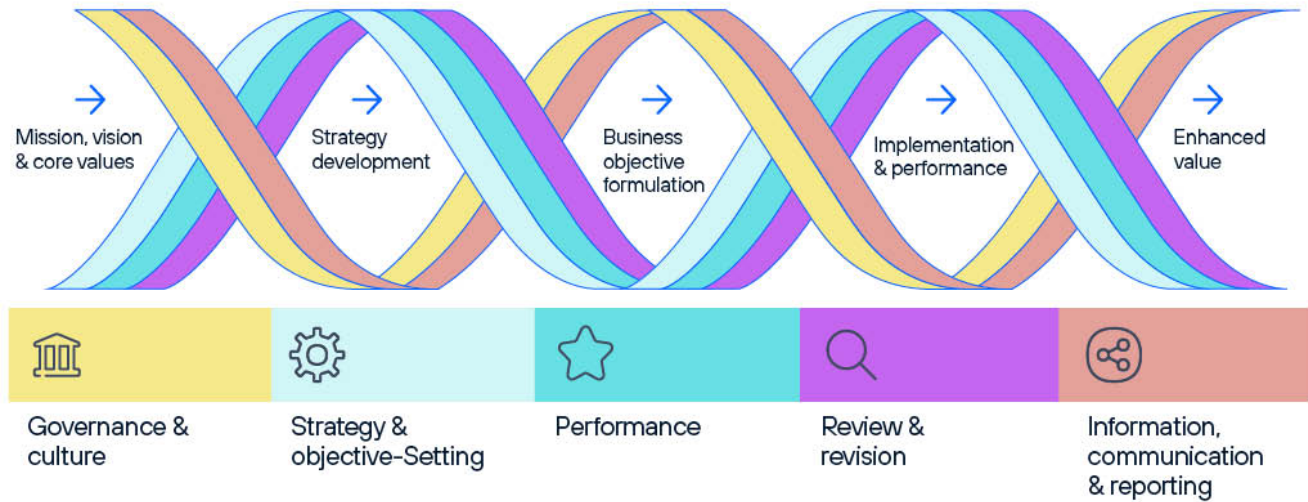 Mission, vision
& core values
Strategy
development
Business
objective
formulation
Implementation
& performance
Enhanced
value
Governance &
culture
Strategy &
objective-Setting
Performance
Review &
revision
Information,
communication
& reporting